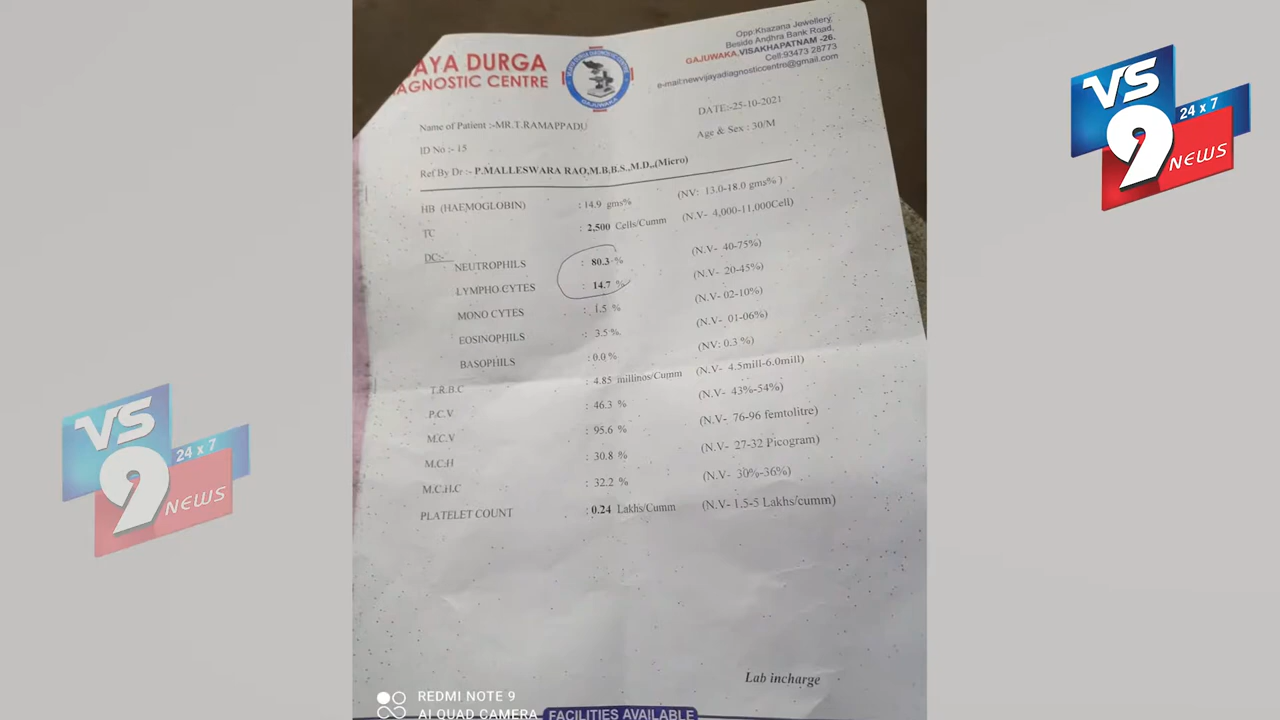 AYA DURGA
AGNOSTIC CENTRE
GAJUWAKA
Opp:Khazana Jewellery,
Beside Andhra Bank Road,
GAJUWAKA,VISAKHAPATNAM -26.
Cell:93473 28773
e-mail:newvijayadiagnosticcentre@gmail.com
Name of Patient :-MR.T.RAMAPPADU
DATE:-25-10-2021
ID No :- 15
Age & Sex : 30/M
Ref By Dr :- P.MALLESWARA RAO,M.B,B.S.,M.D.,(Micro)
HB (HAEMOGLOBIN) : 14.9 gms% (NV: 13.0-18.0 gms% )
TC : 2,500 Cells/Cumm (N.V- 4,000-11,000Cell)
DC:-
NEUTROPHILS : 80.3 % (N.V- 40-75%)
LYMPHO CYTES : 14.7 % (N.V- 20-45%)
MONO CYTES : 1.5 % (N.V- 02-10%)
EOSINOPHILS : 3.5 % (N.V- 01-06%)
BASOPHILS : 0.0 % (NV: 0.3 %)
T.R.B.C : 4.85 millinos/Cumm (N.V- 4.5mill-6.0mill)
P.C.V : 46.3 % (N.V- 43%-54%)
M.C.V : 95.6 % (N.V- 76-96 femtolitre)
M.C.H : 30.8 % (N.V- 27-32 Picogram)
M.C.H.C : 32.2 % (N.V- 30%-36%)
PLATELET COUNT : 0.24 Lakhs/Cumm (N.V- 1.5-5 Lakhs/cumm)
Lab incharge
REDMI NOTE 9
AI QUAD CAMERA
FACILITIES AVAILABLE
VS
9
24 x 7
NEWS
VS
9
24 x 7
NEWS